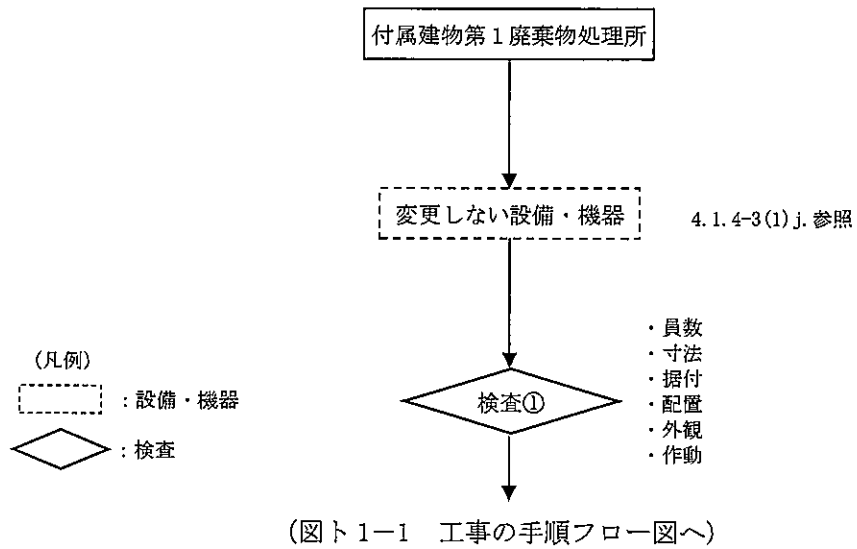 付属建物第１廃棄物処理所
変更しない設備・機器
4.1.4-3(1)j.参照
・員数
・寸法
・据付
・配置
・外観
・作動
検査①
(凡例)
：設備・機器
：検査
(図ト１－１　工事の手順フロー図へ)